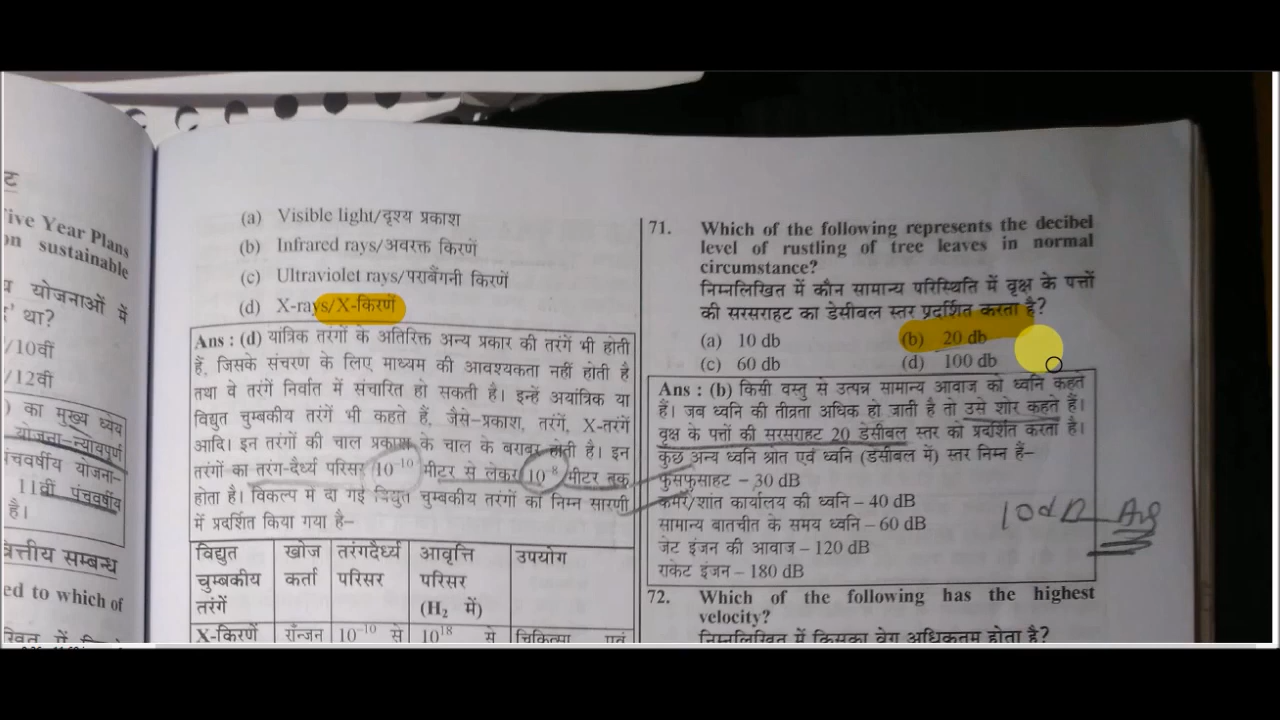 ट
ive Year Plans
on sustainable
योजनाओं में
' था?
/10वीं
/12वीं
) का मुख्य ध्येय
योजना–न्यायपूर्ण
पंचवर्षीय योजना–
11वीं पंचवर्षीय
है।
वित्तीय सम्बन्ध
ed to which of
(a) Visible light/दृश्य प्रकाश
(b) Infrared rays/अवरक्त किरणें
(c) Ultraviolet rays/पराबैंगनी किरणें
(d) X-rays/X-किरणें
Ans : (d) यांत्रिक तरंगों के अतिरिक्त अन्य प्रकार की तरंगें भी होती
हैं, जिसके संचरण के लिए माध्यम की आवश्यकता नहीं होती है
तथा वे तरंगें निर्वात में संचारित हो सकती है। इन्हें अयांत्रिक या
विद्युत चुम्बकीय तरंगें भी कहते हैं, जैसे–प्रकाश, तरंगें, X-तरंगें
आदि। इन तरंगों की चाल प्रकाश के चाल के बराबर होती है। इन
तरंगों का तरंग-दैर्ध्य परिसर 10⁻¹⁰ मीटर से लेकर 10⁻⁸ मीटर तक
होता है। विकल्प में दी गई विद्युत चुम्बकीय तरंगों को निम्न सारणी
में प्रदर्शित किया गया है–
विद्युत खोज तरंगदैर्ध्य आवृत्ति उपयोग
चुम्बकीय कर्ता परिसर परिसर
तरंगें (H₂ में)
X-किरणें रॉन्जन 10⁻¹⁰ से 10¹⁸ से चिकित्सा एवं
71. Which of the following represents the decibel
level of rustling of tree leaves in normal
circumstance?
निम्नलिखित में कौन सामान्य परिस्थिति में वृक्ष के पत्तों
की सरसराहट का डेसीबल स्तर प्रदर्शित करता है?
(a) 10 db (b) 20 db
(c) 60 db (d) 100 db
Ans : (b) किसी वस्तु से उत्पन्न सामान्य आवाज को ध्वनि कहते
हैं। जब ध्वनि की तीव्रता अधिक हो जाती है तो उसे शोर कहते हैं।
वृक्ष के पत्तों की सरसराहट 20 डेसीबल स्तर को प्रदर्शित करता है।
कुछ अन्य ध्वनि श्रोत एवं ध्वनि (डेसीबल में) स्तर निम्न हैं–
फुसफुसाहट – 30 dB
कमरे/शांत कार्यालय की ध्वनि – 40 dB
सामान्य बातचीत के समय ध्वनि – 60 dB
जेट इंजन की आवाज – 120 dB
राकेट इंजन – 180 dB
10dB Ans
72. Which of the following has the highest
velocity?
निम्नलिखित में किसका वेग अधिकतम होता है?